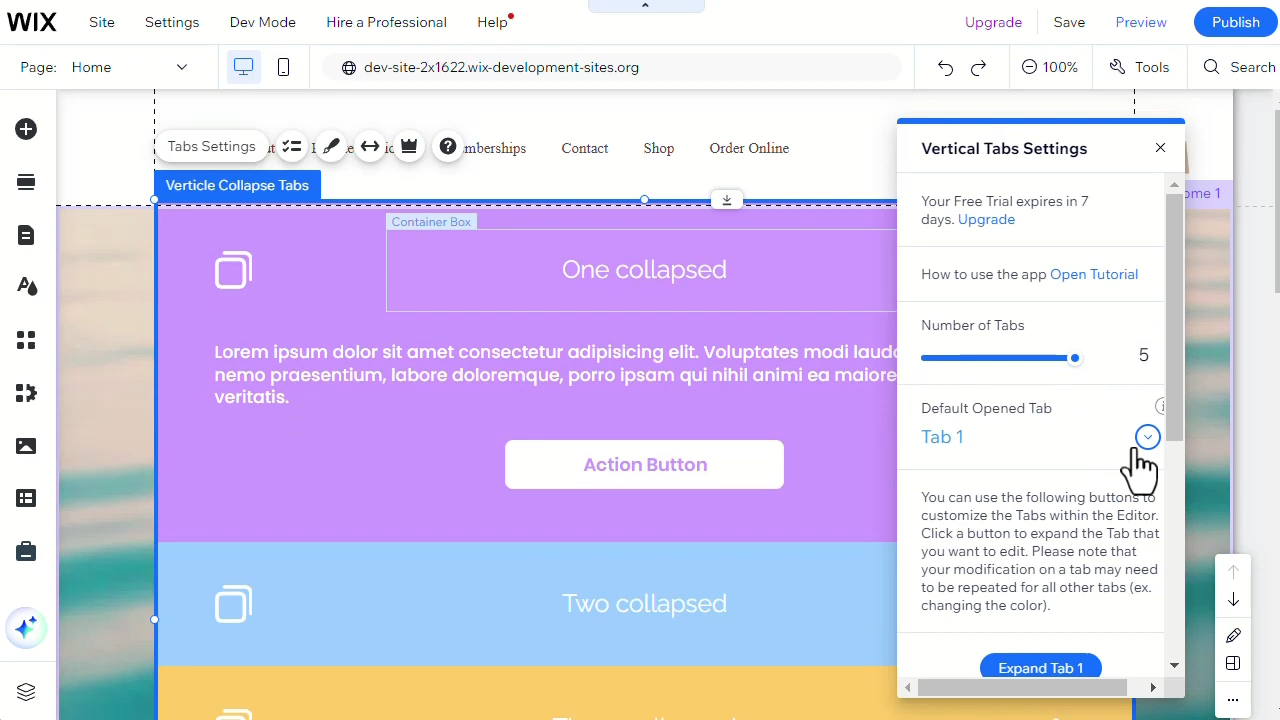 WIX Site Settings Dev Mode Hire a Professional Help Upgrade Save Preview Publish
Page: Home dev-site-2x1622.wix-development-sites.org 100% Tools Search
Tabs Settings
Contact Shop Order Online
Verticle Collapse Tabs
Container Box
One collapsed
Lorem ipsum dolor sit amet consectetur adipisicing elit. Voluptates modi
nemo praesentium, labore doloremque, porro ipsam qui nihil animi ea maiore
veritatis.
Action Button
Two collapsed
Vertical Tabs Settings
Your Free Trial expires in 7
days. Upgrade
How to use the app Open Tutorial
Number of Tabs
5
Default Opened Tab
Tab 1
You can use the following buttons to
customize the Tabs within the Editor.
Click a button to expand the Tab that
you want to edit. Please note that
your modification on a tab may need
to be repeated for all other tabs (ex.
changing the color).
Expand Tab 1